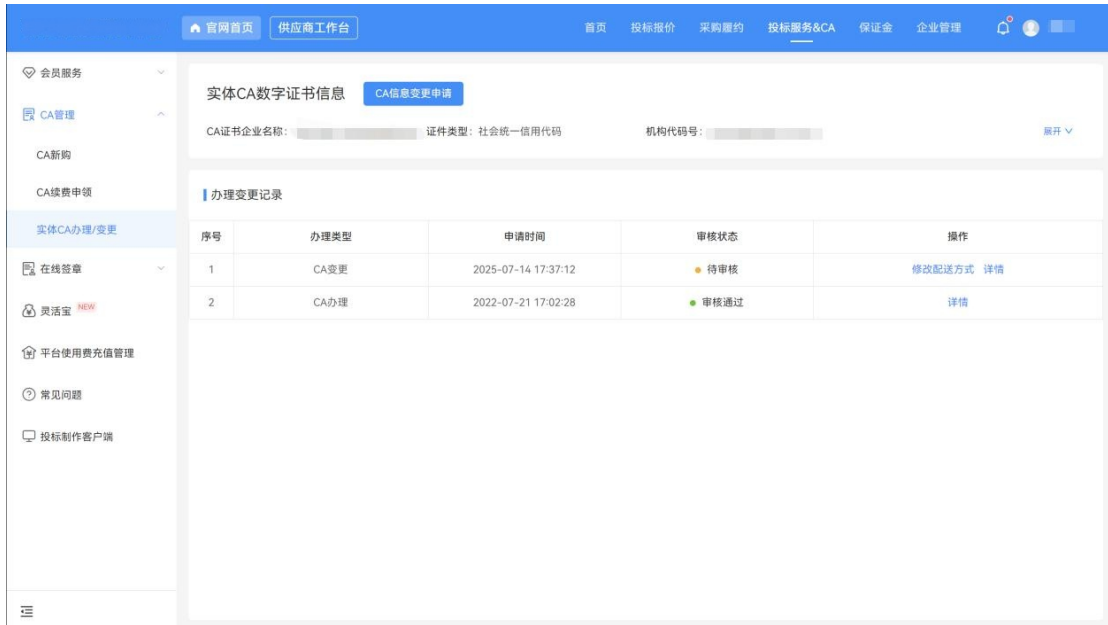 官网首页 供应商工作台 首页 投标报价 采购履约 投标服务&CA 保证金 企业管理
会员服务
CA管理
CA新购
CA续费申领
实体CA办理/变更
在线签章
灵活宝 NEW
平台使用费充值管理
常见问题
投标制作客户端
实体CA数字证书信息 CA信息变更申请
CA证书企业名称: 证件类型: 社会统一信用代码 机构代码号: 展开
办理变更记录
序号 办理类型 申请时间 审核状态 操作
1 CA变更 2025-07-14 17:37:12 待审核 修改配送方式 详情
2 CA办理 2022-07-21 17:02:28 审核通过 详情